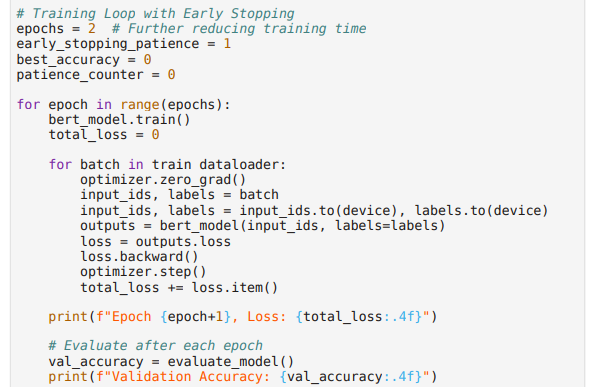 # Training Loop with Early Stopping
epochs = 2  # Further reducing training time
early_stopping_patience = 1
best_accuracy = 0
patience_counter = 0

for epoch in range(epochs):
    bert_model.train()
    total_loss = 0

    for batch in train dataloader:
        optimizer.zero_grad()
        input_ids, labels = batch
        input_ids, labels = input_ids.to(device), labels.to(device)
        outputs = bert_model(input_ids, labels=labels)
        loss = outputs.loss
        loss.backward()
        optimizer.step()
        total_loss += loss.item()

    print(f"Epoch {epoch+1}, Loss: {total_loss:.4f}")

    # Evaluate after each epoch
    val_accuracy = evaluate_model()
    print(f"Validation Accuracy: {val_accuracy:.4f}")